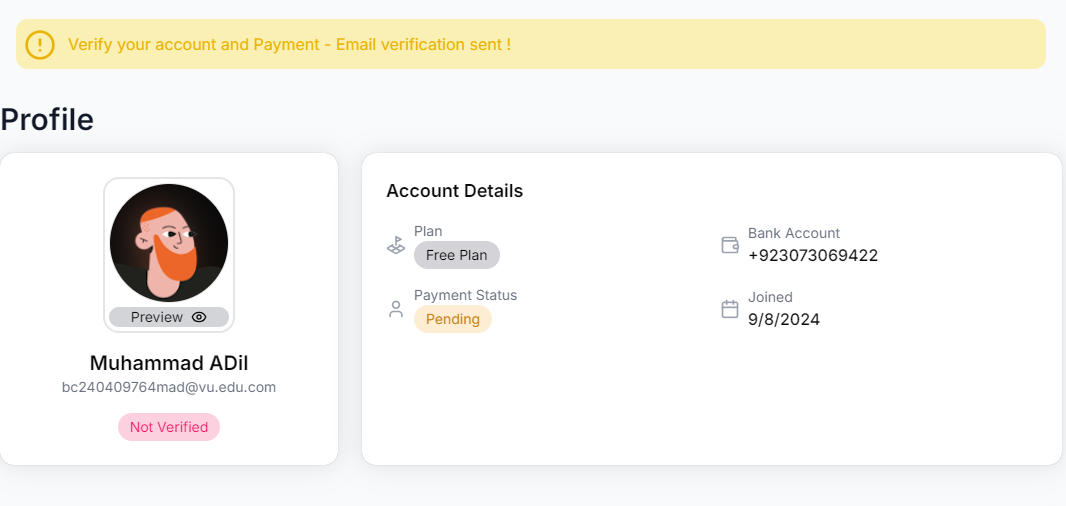 Verify your account and Payment - Email verification sent !
Profile
Preview
Muhammad ADil
bc240409764mad@vu.edu.com
Not Verified
Account Details
Plan
Free Plan
Bank Account
+923073069422
Payment Status
Pending
Joined
9/8/2024